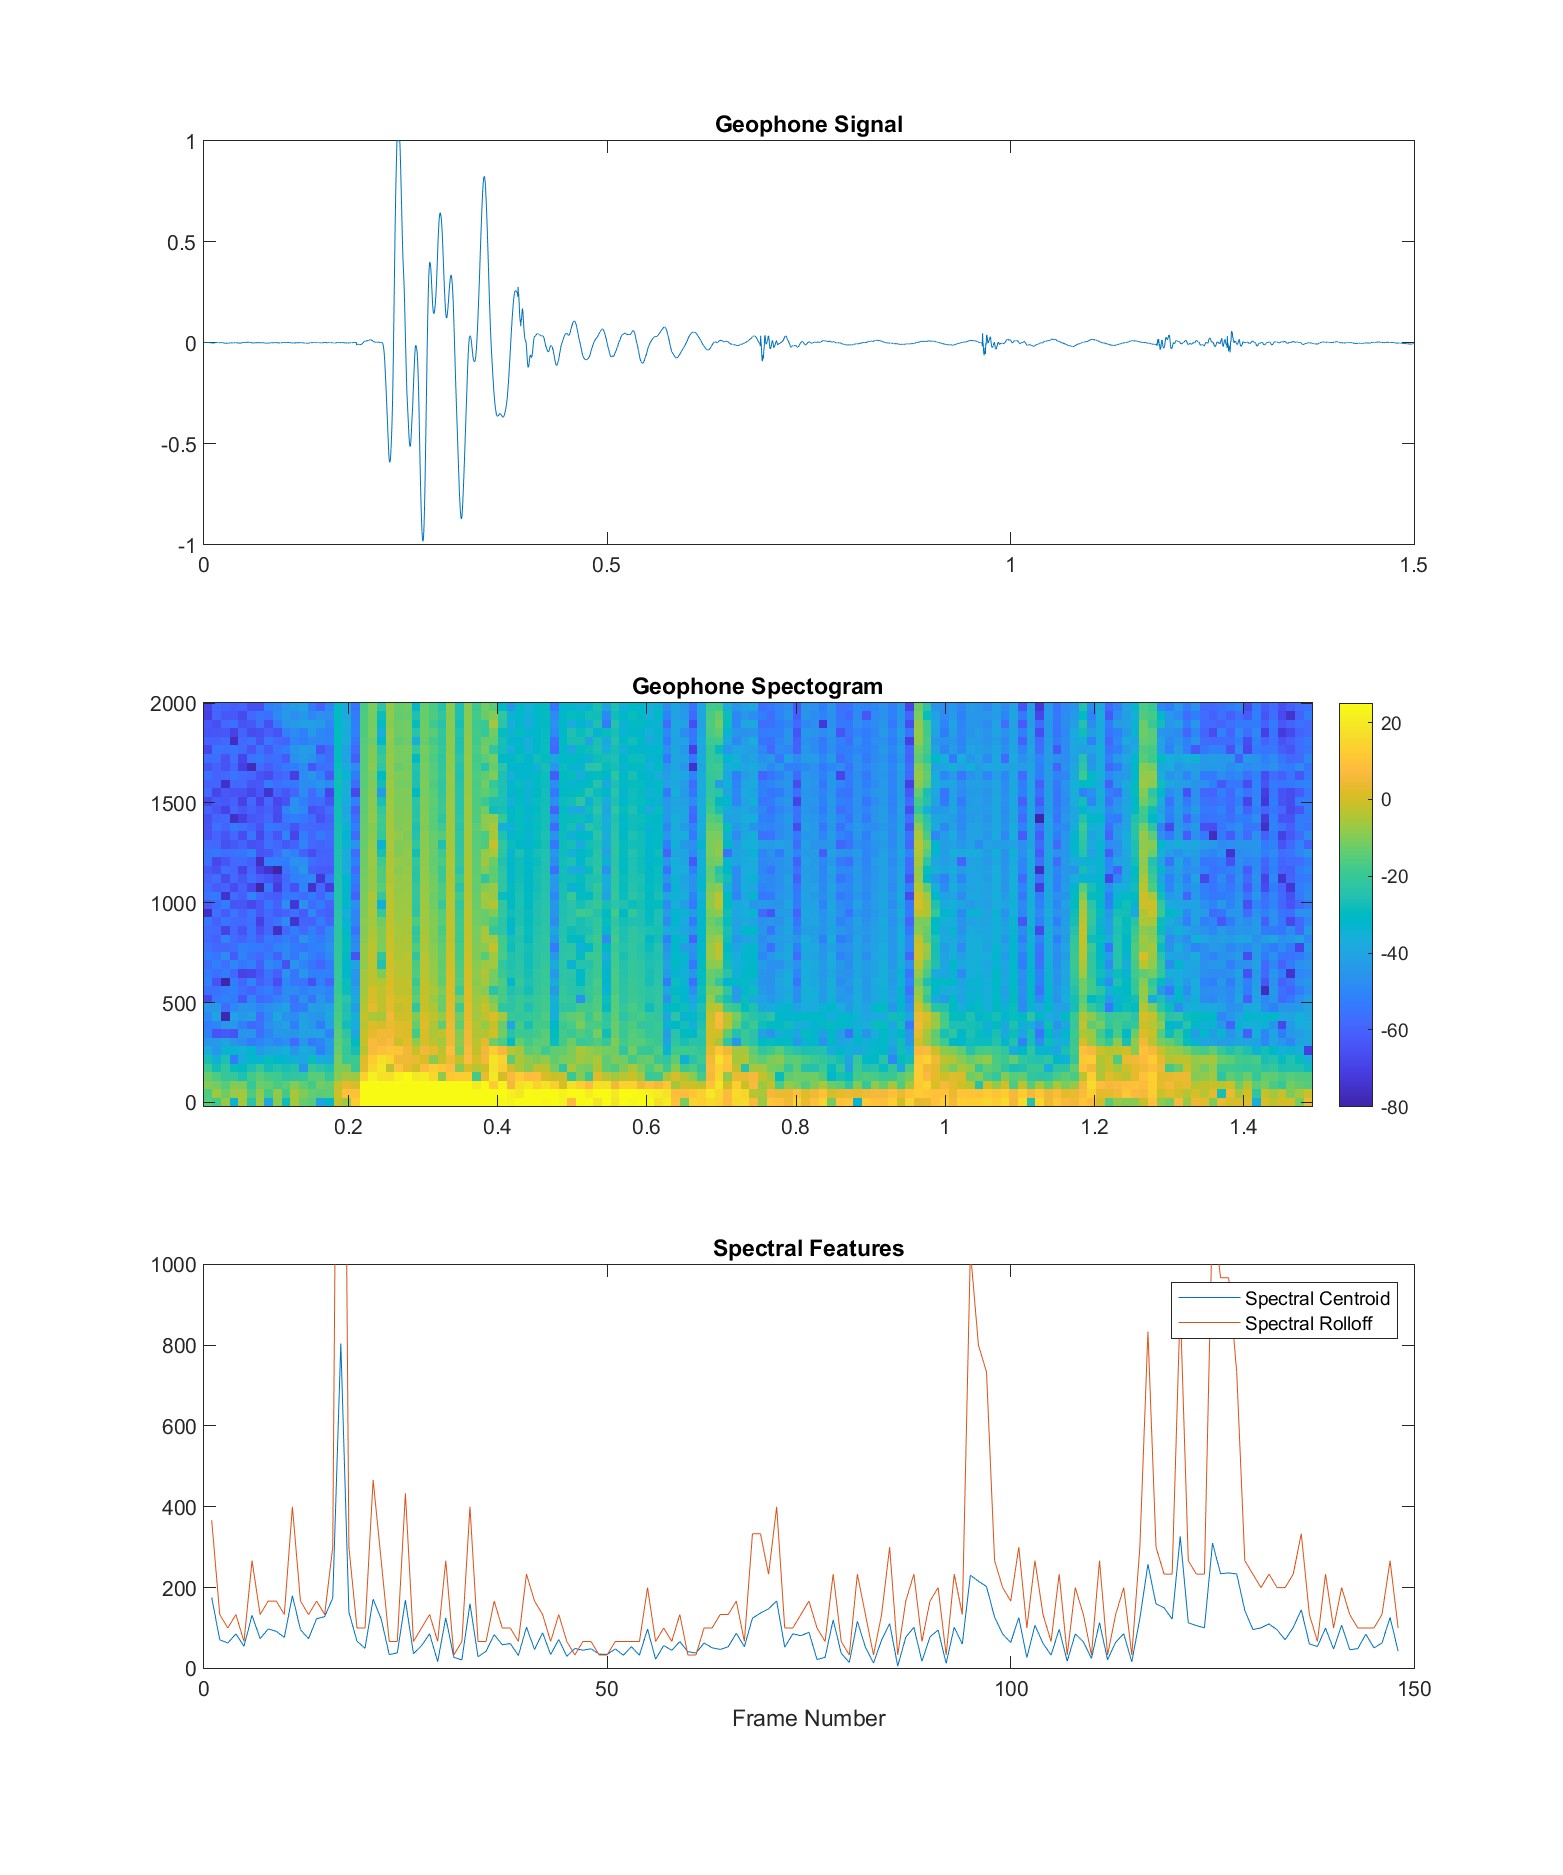 Geophone Signal
1
0.5
0
-0.5
-1
0 0.5 1 1.5
Geophone Spectogram
2000
1500
1000
500
0
0.2 0.4 0.6 0.8 1 1.2 1.4
20
0
-20
-40
-60
-80
Spectral Features
1000
800
600
400
200
0
Spectral Centroid
Spectral Rolloff
0 50 100 150
Frame Number